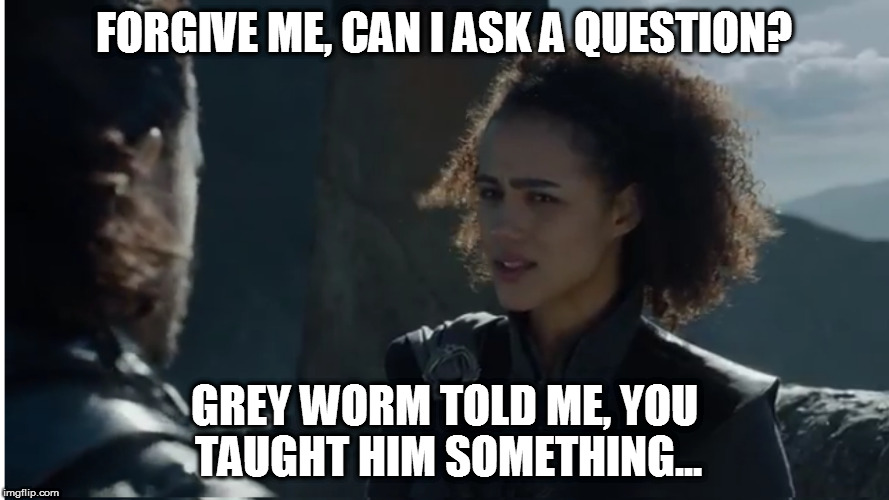 FORGIVE ME, CAN I ASK A QUESTION?
GREY WORM TOLD ME, YOU
TAUGHT HIM SOMETHING...
imgflip.com